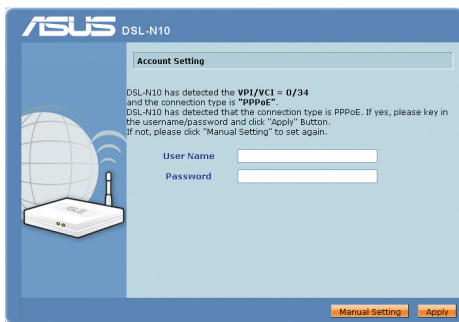 ASUS DSL-N10
Account Setting
DSL-N10 has detected the VPI/VCI = 0/34
and the connection type is "PPPoE".
DSL-N10 has detected that the connection type is PPPoE. If yes, please key in
the username/password and click "Apply" Button.
If not, please click "Manual Setting" to set again.
User Name
Password
ASUS
Manual Setting Apply